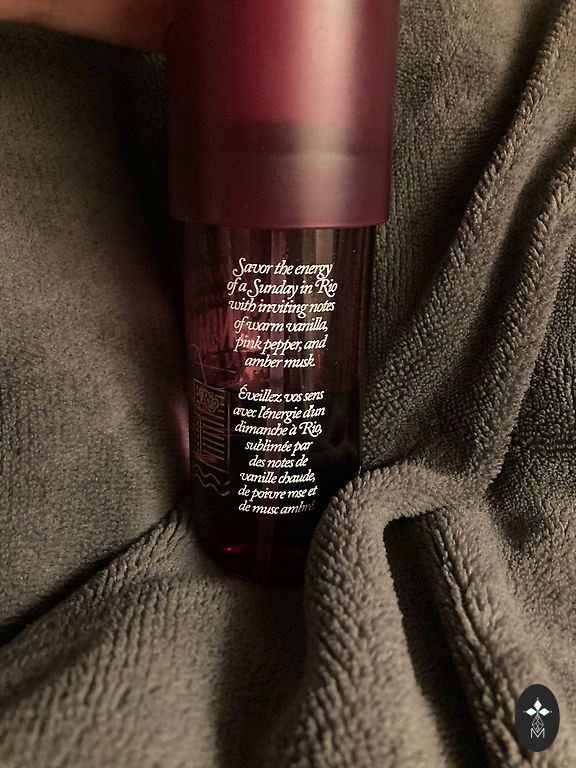 Savor the energy
of a Sunday in Rio
with inviting notes
of warm vanilla,
pink pepper, and
amber musk.
Éveillez vos sens
avec l'énergie d'un
dimanche à Rio,
sublimée par
des notes de
vanille chaude,
de poivre rose et
de musc ambré.